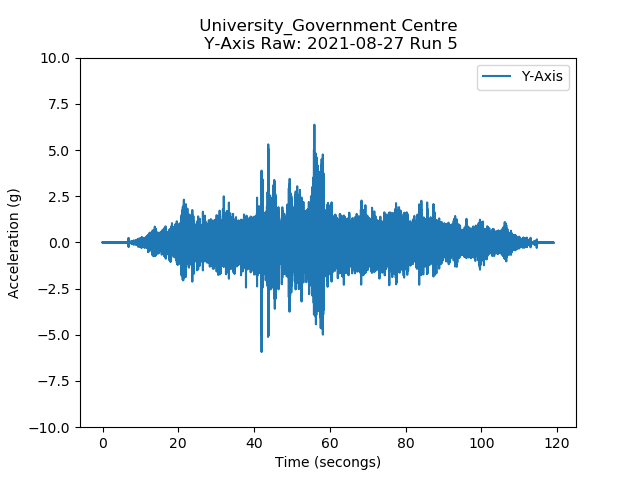 University_Government Centre
Y-Axis Raw: 2021-08-27 Run 5
Y-Axis
10.0
7.5
5.0
2.5
0.0
−2.5
−5.0
−7.5
−10.0
Acceleration (g)
0 20 40 60 80 100 120
Time (secongs)